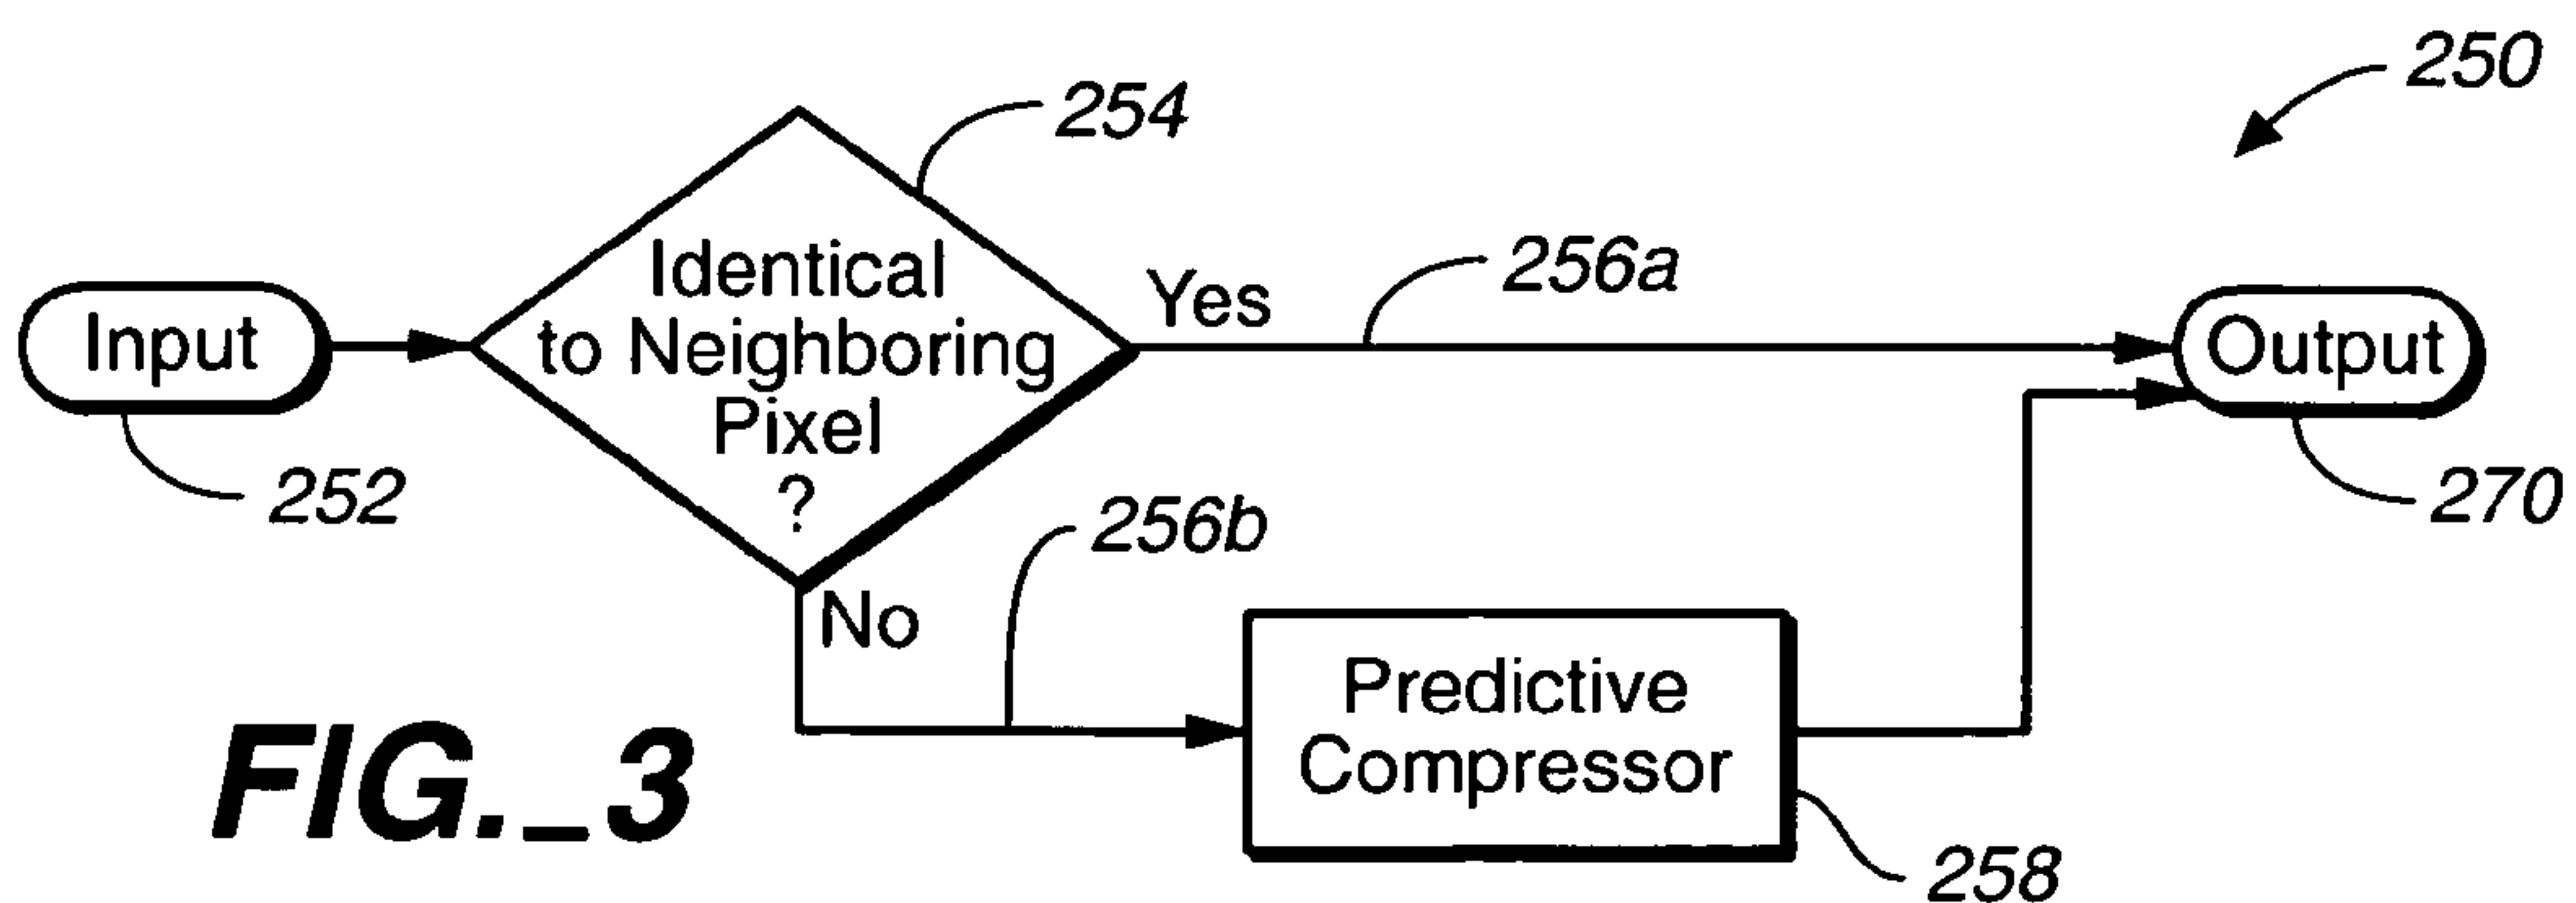 250
254
Identical
to Neighboring
Pixel
?
Yes
256a
Input
Output
252
270
256b
No
Predictive
Compressor
258
FIG._3